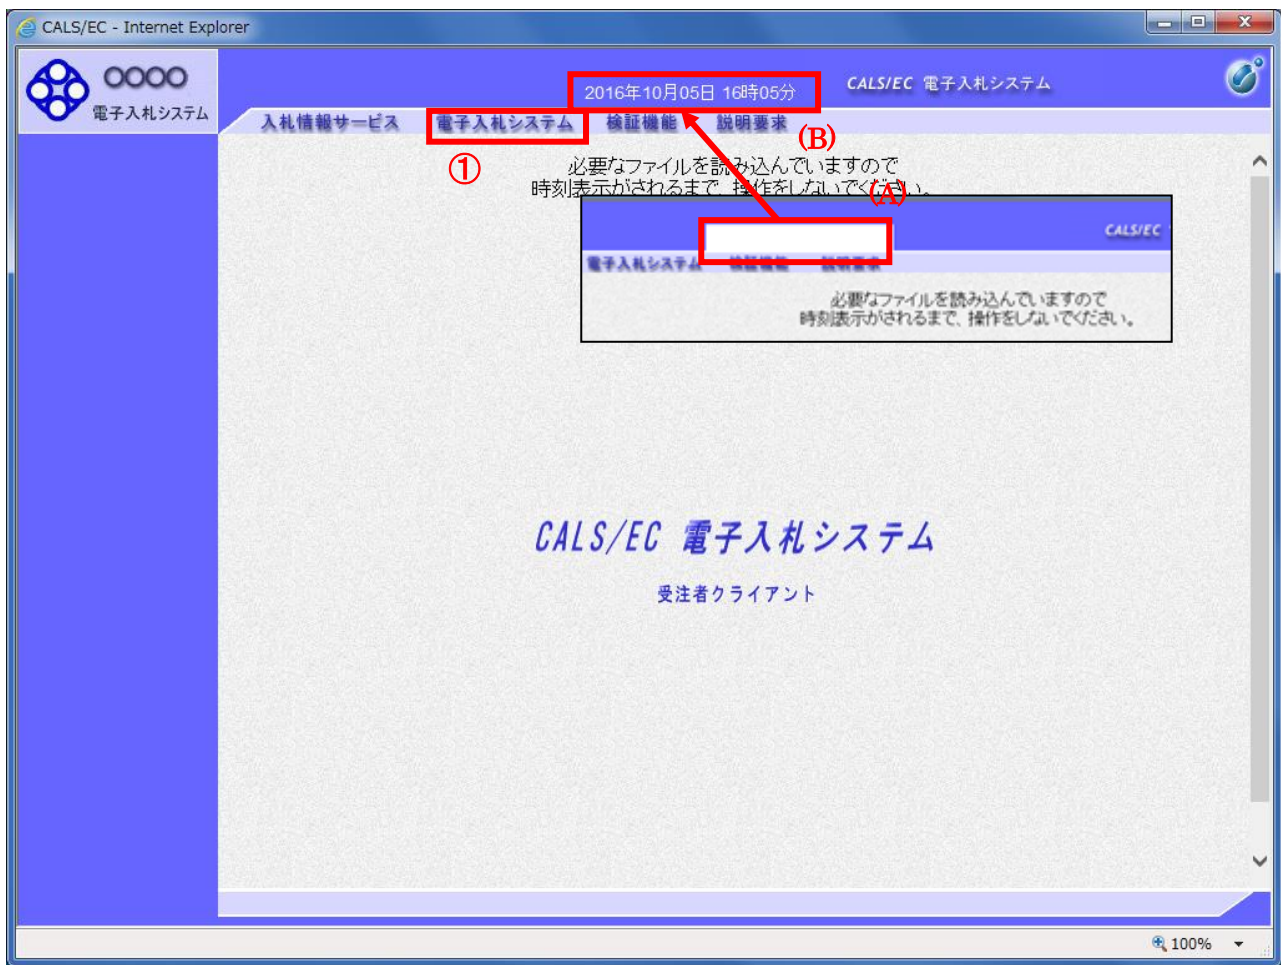 CALS/EC - Internet Explorer
〇〇〇〇
電子入札システム
2016年10月05日 16時05分
CALS/EC 電子入札システム
入札情報サービス 電子入札システム 検証機能 説明要求
(B)
①
必要なファイルを読み込んでいますので
時刻表示がされるまで、操作をしないでください。
(A)
CALS/EC
電子入札システム 検証機能 説明要求
必要なファイルを読み込んでいますので
時刻表示がされるまで、操作をしないでください。
CALS/EC 電子入札システム
受注者クライアント
100%